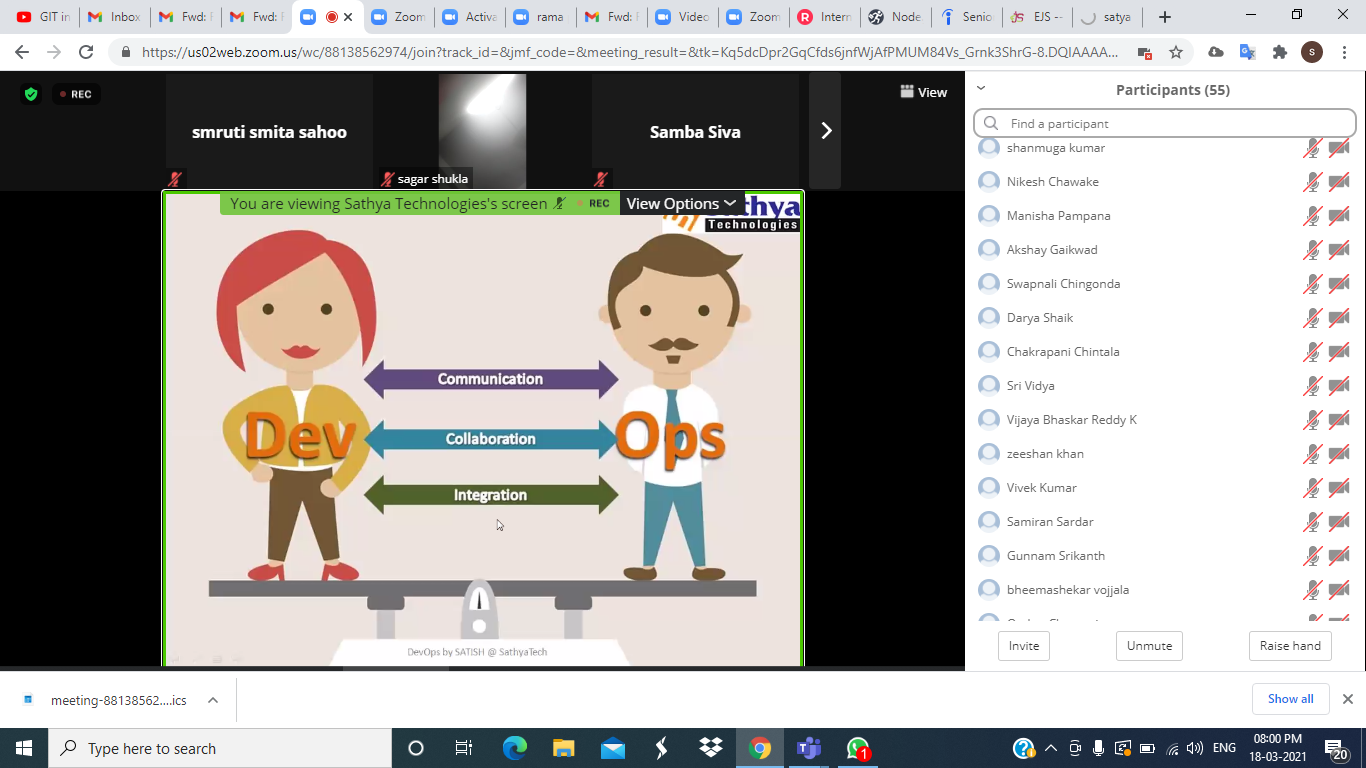 GIT in
Inbox
Fwd: F
Fwd: F
Zoom
Activa
rama
Fwd: F
Video
Zoom
Intern
Node
Senio
EJS --
satya
https://us02web.zoom.us/wc/88138562974/join?track_id=&jmf_code=&meeting_result=&tk=Kq5dcDpr2GqCfds6jnfWjAfPMUM84Vs_Grnk3ShrG-8.DQIAAAA...
REC
smruti smita sahoo
sagar shukla
Samba Siva
View
You are viewing Sathya Technologies's screen
REC
View Options
Technologies
Communication
Dev
Collaboration
Ops
Integration
DevOps by SATISH @ SathyaTech
Participants (55)
Find a participant
shanmuga kumar
Nikesh Chawake
Manisha Pampana
Akshay Gaikwad
Swapnali Chingonda
Darya Shaik
Chakrapani Chintala
Sri Vidya
Vijaya Bhaskar Reddy K
zeeshan khan
Vivek Kumar
Samiran Sardar
Gunnam Srikanth
bheemashekar vojjala
Invite
Unmute
Raise hand
meeting-88138562....ics
Show all
Type here to search
1
ENG
08:00 PM
18-03-2021
20